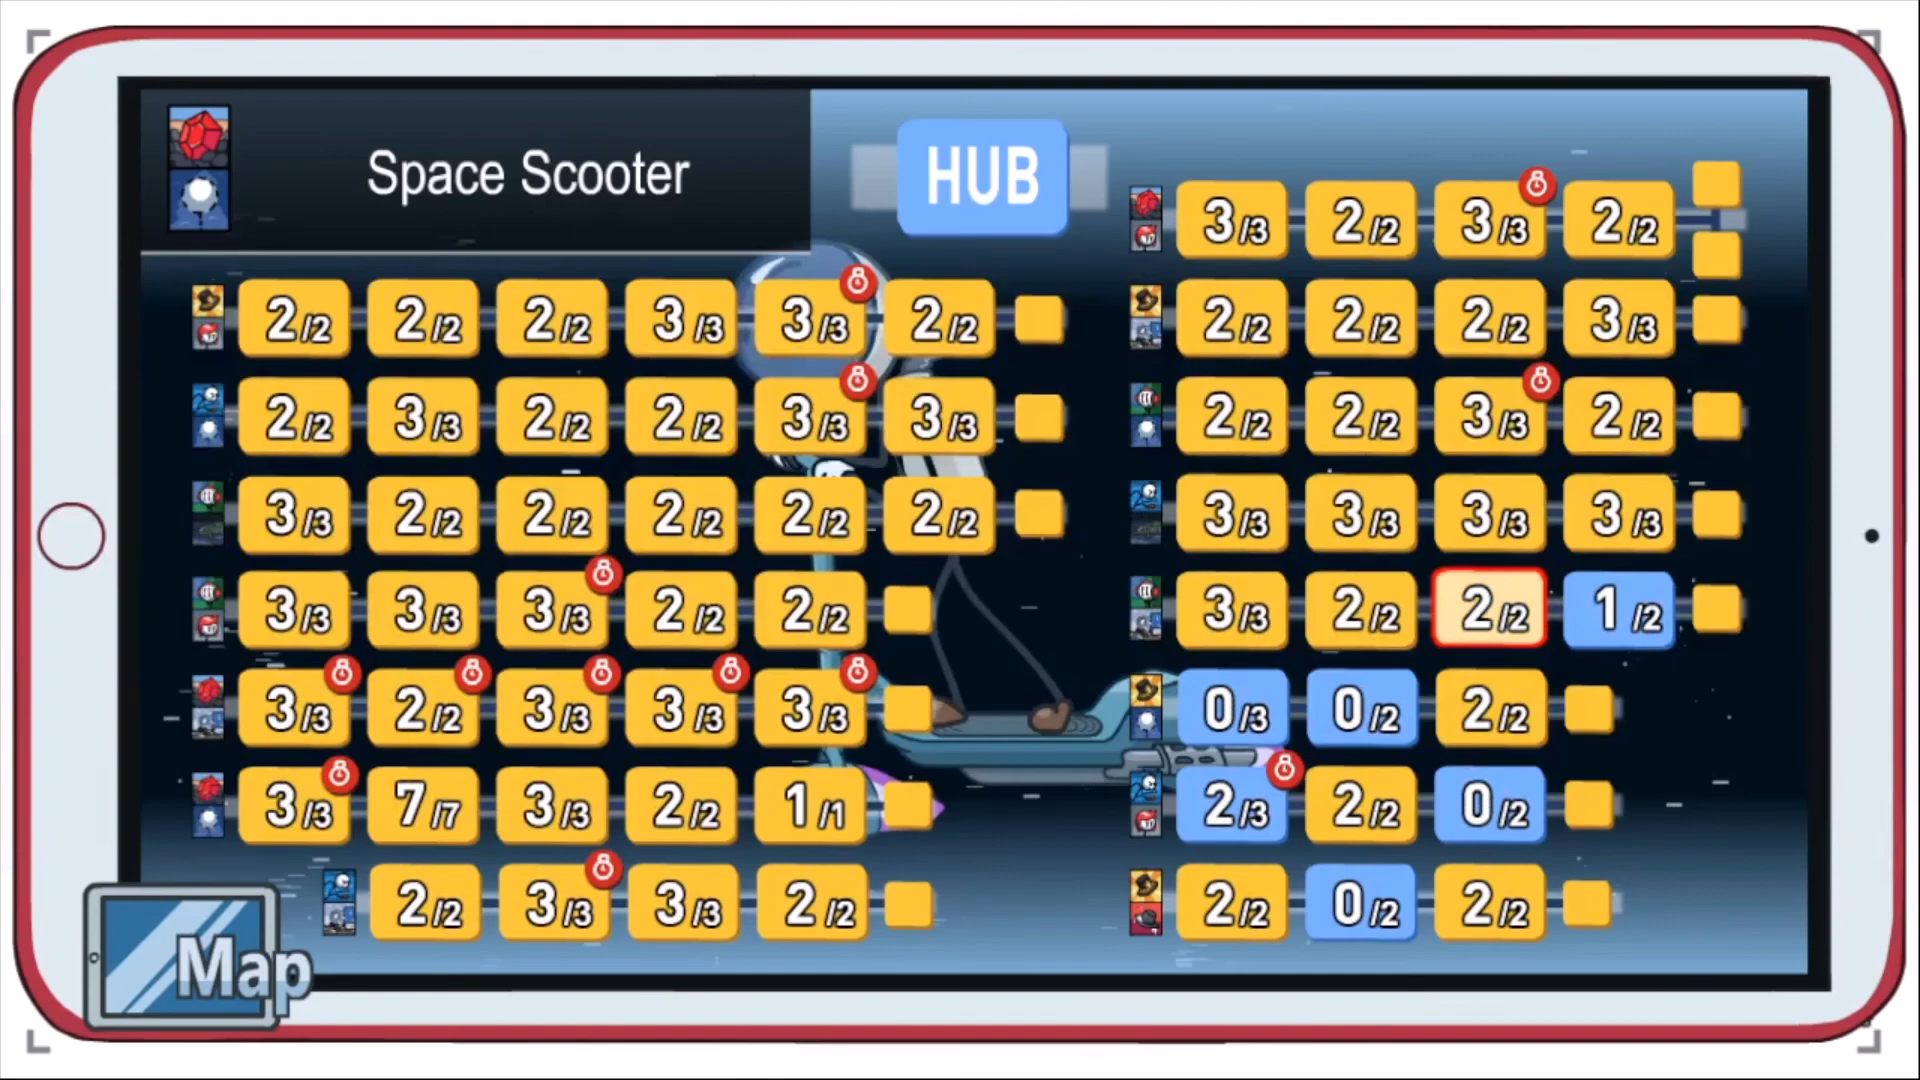 Space Scooter
HUB
2/2 2/2 2/2 3/3 3/3 2/2
2/2 3/3 2/2 2/2 3/3 3/3
3/3 2/2 2/2 2/2 2/2 2/2
3/3 3/3 3/3 2/2 2/2
3/3 2/2 3/3 3/3 3/3
3/3 7/7 3/3 2/2 1/1
2/2 3/3 3/3 2/2
3/3 2/2 3/3 2/2
2/2 2/2 2/2 3/3
2/2 2/2 3/3 2/2
3/3 3/3 3/3 3/3
3/3 2/2 2/2 1/2
0/3 0/2 2/2
2/3 2/2 0/2
2/2 0/2 2/2
Map